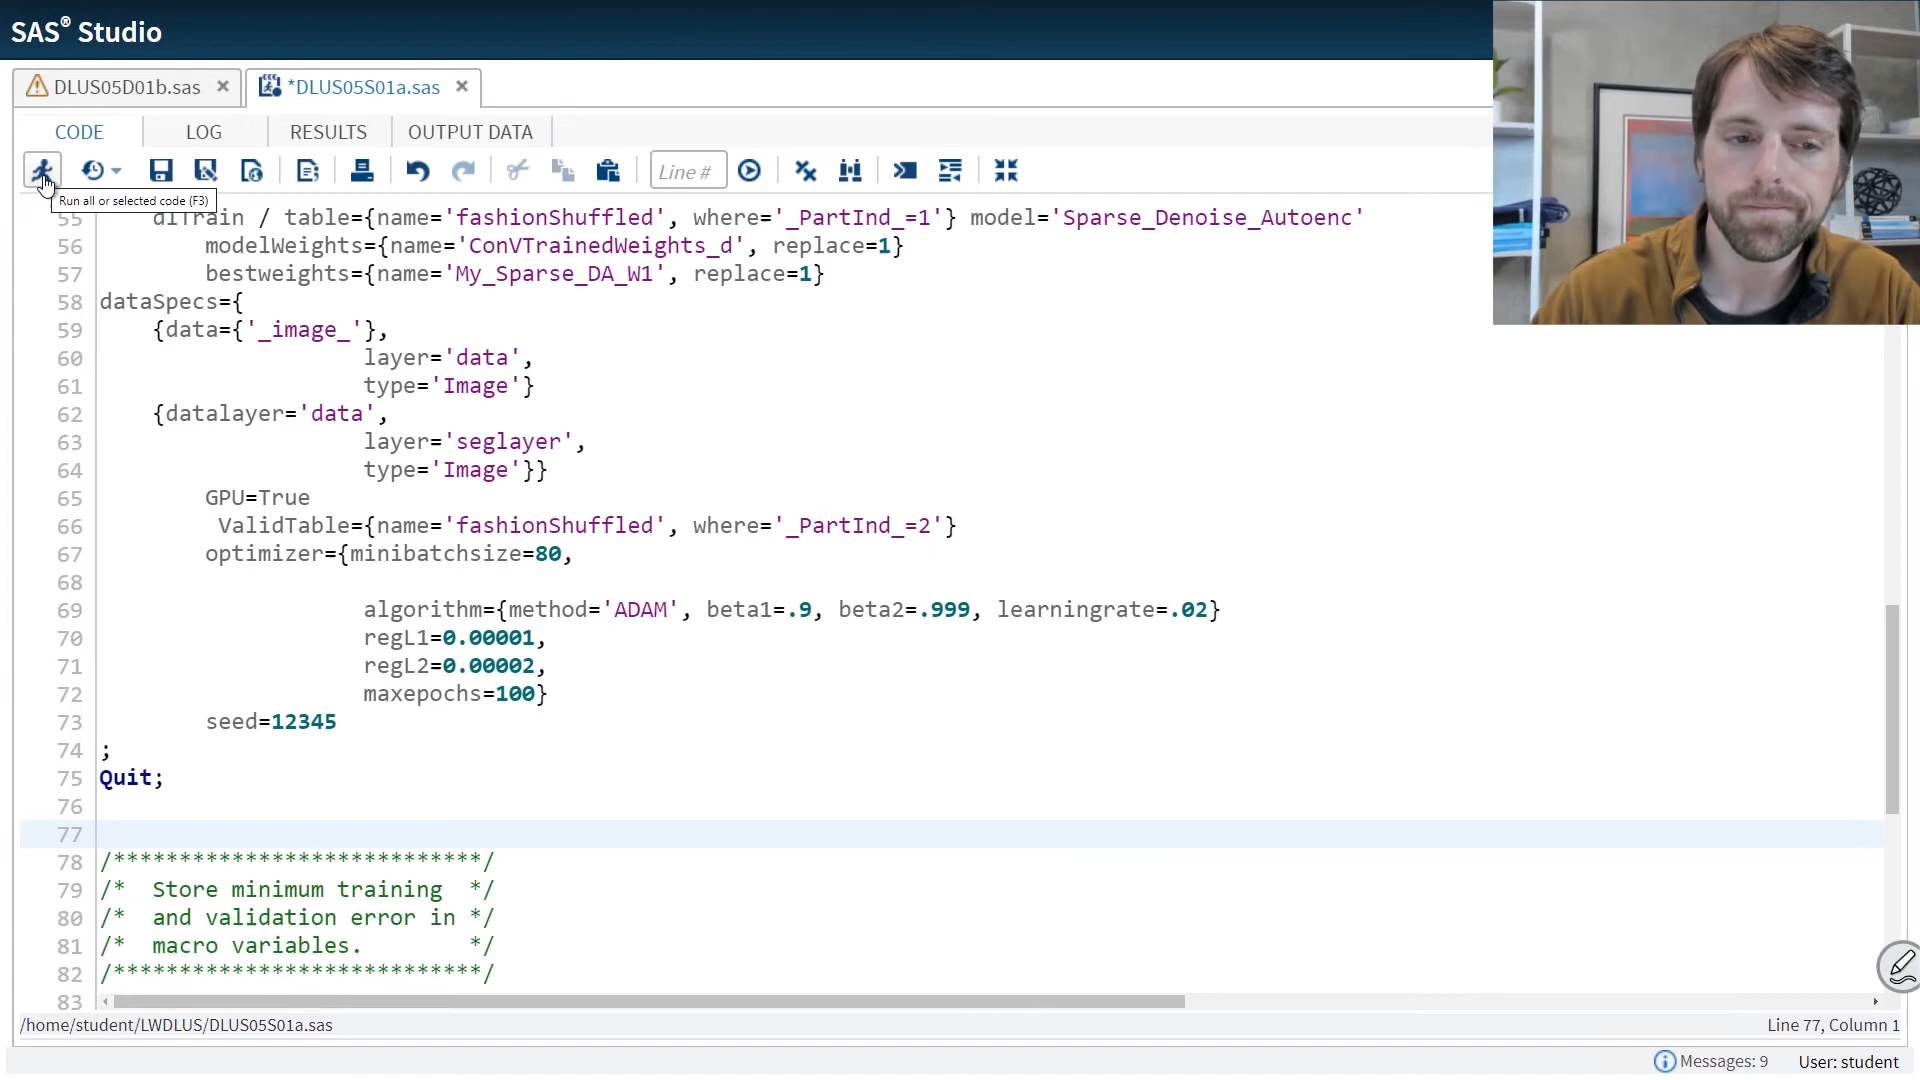 SAS® Studio
DLUS05D01b.sas × *DLUS05S01a.sas ×
CODE LOG RESULTS OUTPUT DATA
Line #
Run all or selected code (F3)
55 dlTrain / table={name='fashionShuffled', where='_PartInd_=1'} model='Sparse_Denoise_Autoenc'
56 modelWeights={name='ConVTrainedWeights_d', replace=1}
57 bestweights={name='My_Sparse_DA_W1', replace=1}
58 dataSpecs={
59 {data={'_image_'},
60 layer='data',
61 type='Image'}
62 {datalayer='data',
63 layer='seglayer',
64 type='Image'}}
65 GPU=True
66 ValidTable={name='fashionShuffled', where='_PartInd_=2'}
67 optimizer={minibatchsize=80,
68
69 algorithm={method='ADAM', beta1=.9, beta2=.999, learningrate=.02}
70 regL1=0.00001,
71 regL2=0.00002,
72 maxepochs=100}
73 seed=12345
74 ;
75 Quit;
76
77
78 /****************************/
79 /* Store minimum training */
80 /* and validation error in */
81 /* macro variables. */
82 /****************************/
83
/home/student/LWDLUS/DLUS05S01a.sas Line 77, Column 1
Messages: 9 User: student